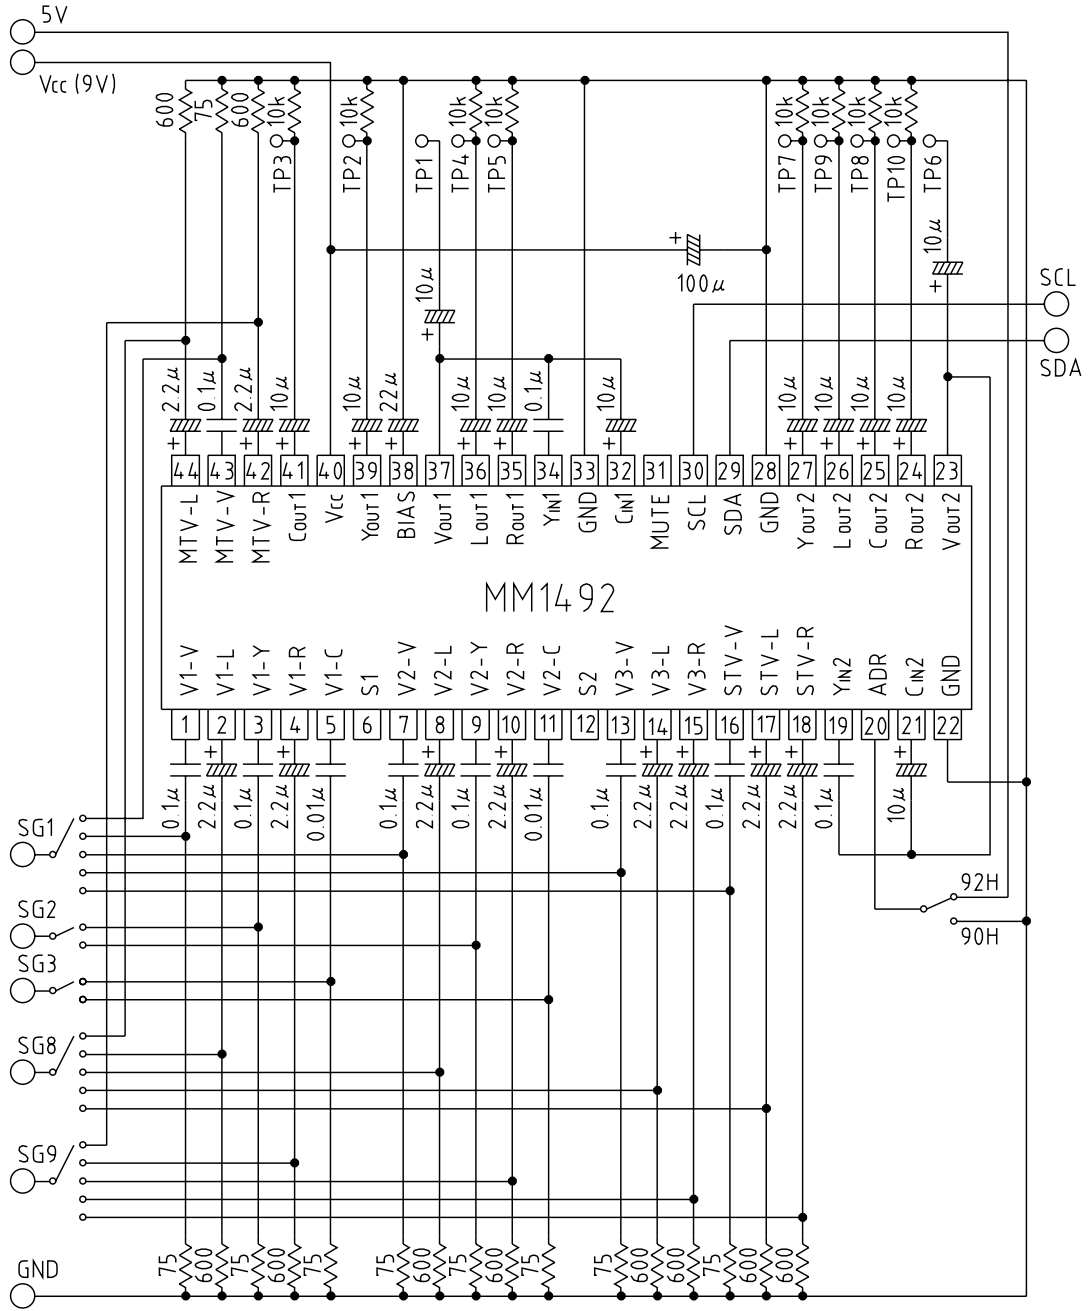 5V
Vcc (9V)
600
75
600
10k
10k
10k
10k
10k
10k
10k
10k
TP3
TP2
TP1
TP4
TP5
TP7
TP9
TP8
TP10
TP6
+
100μ
10μ
+
10μ
+
SCL
SDA
2.2μ
0.1μ
2.2μ
10μ
10μ
22μ
10μ
10μ
0.1μ
10μ
10μ
10μ
10μ
10μ
+ + + + + + + + + + + +
44 43 42 41 40 39 38 37 36 35 34 33 32 31 30 29 28 27 26 25 24 23
MTV-L
MTV-V
MTV-R
COUT1
VCC
YOUT1
BIAS
VOUT1
LOUT1
ROUT1
YIN1
GND
CIN1
MUTE
SCL
SDA
GND
YOUT2
LOUT2
COUT2
ROUT2
VOUT2
MM1492
V1-V
V1-L
V1-Y
V1-R
V1-C
S1
V2-V
V2-L
V2-Y
V2-R
V2-C
S2
V3-V
V3-L
V3-R
STV-V
STV-L
STV-R
YIN2
ADR
CIN2
GND
1 2 3 4 5 6 7 8 9 10 11 12 13 14 15 16 17 18 19 20 21 22
+ + + + + + + + +
0.1μ
2.2μ
0.1μ
2.2μ
0.01μ
0.1μ
2.2μ
0.1μ
2.2μ
0.01μ
0.1μ
2.2μ
2.2μ
0.1μ
2.2μ
2.2μ
0.1μ
10μ
SG1
92H
SG2
90H
SG3
SG8
SG9
75
600
75
600
75
75
600
75
600
75
75
600
600
75
600
600
GND